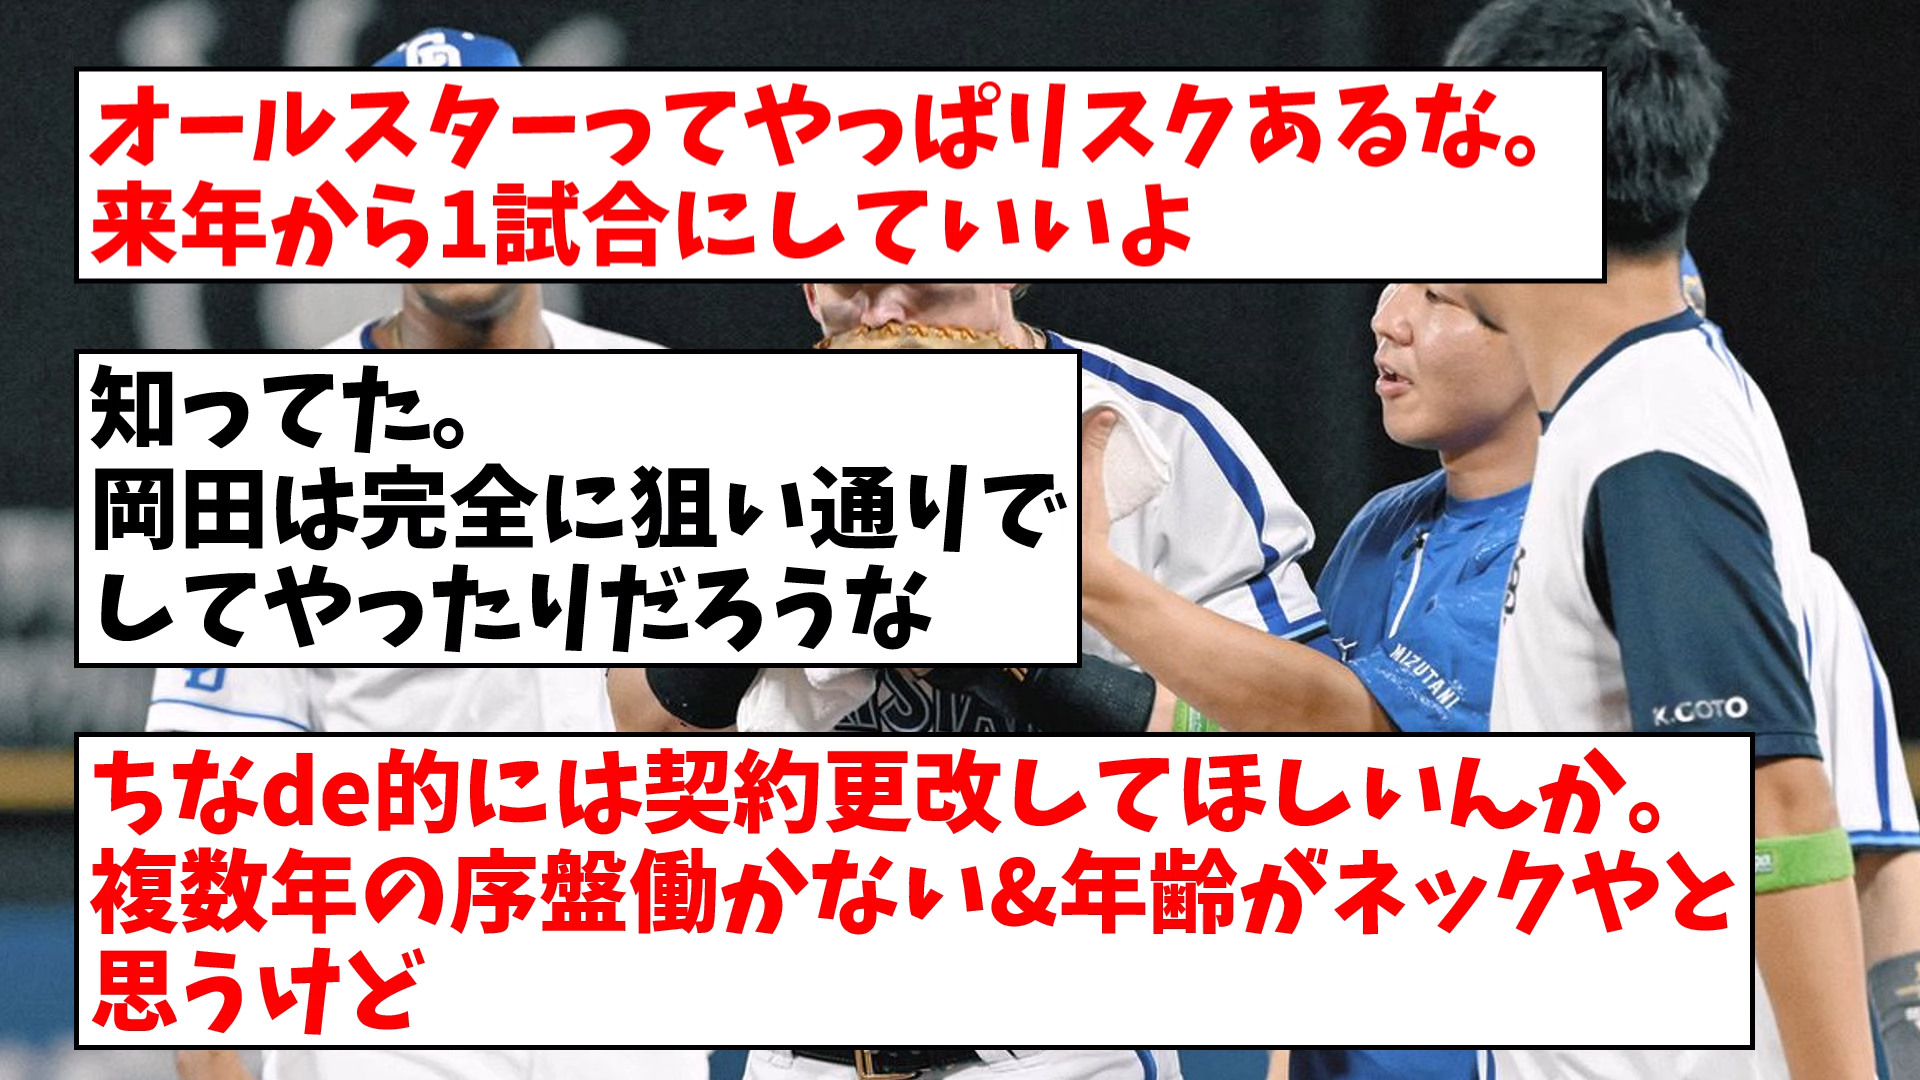 オールスターってやっぱリスクあるな。
来年から1試合にしていいよ
知ってた。
岡田は完全に狙い通りで
してやったりだろうな
MIZUTANI
K.GOTO
ちなde的には契約更改してほしいんか。
複数年の序盤働かない&年齢がネックやと
思うけど